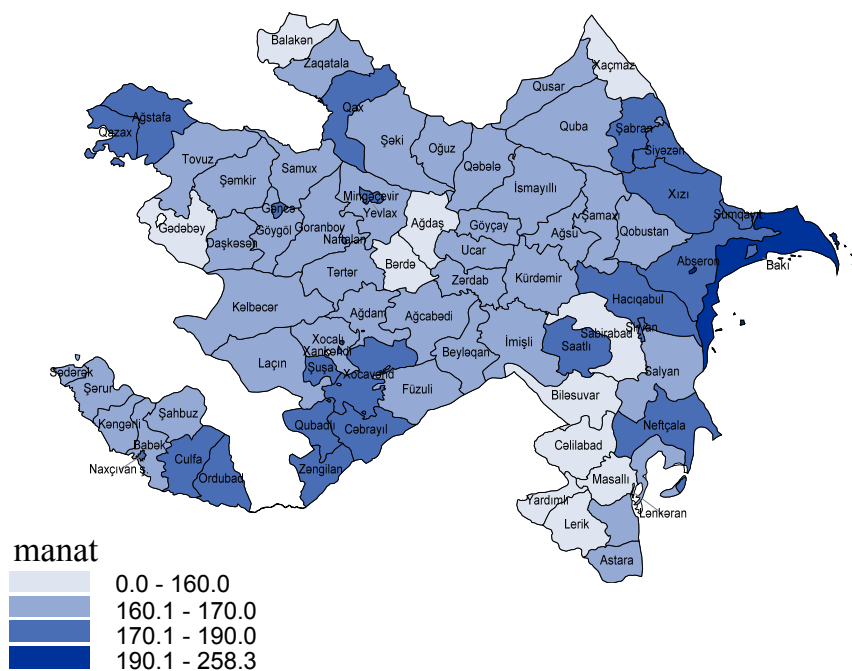 Balakən
Zaqatala
Xaçmaz
Qax
Qusar
Ağstafa
Qazax
Quba
Şabran
Şəki
Oğuz
Siyəzən
Tovuz
Qəbələ
Samux
Şəmkir
İsmayıllı
Xızı
Mingəçevir
Yevlax
Gəncə
Ağdaş
Şamaxı
Sumqayıt
Gədəbəy
Goranboy
Göyçay
Göygöl
Ağsu
Qobustan
Naftalan
Daşkəsən
Ucar
Abşeron
Bakı
Bərdə
Tərtər
Zərdab
Kürdəmir
Hacıqabul
Kəlbəcər
Ağdam
Ağcabədi
Şirvan
Sabirabad
Xocalı
Xankəndi
İmişli
Saatlı
Beyləqan
Laçın
Şuşa
Xocavənd
Salyan
Sədərək
Füzuli
Şərur
Biləsuvar
Şahbuz
Kəngərli
Qubadlı
Cəbrayıl
Neftçala
Babək
Culfa
Cəlilabad
Naxçıvan ş.
Zəngilan
Ordubad
Masallı
Yardımlı
Lənkəran
Lerik
Astara
manat
0.0 - 160.0
160.1 - 170.0
170.1 - 190.0
190.1 - 258.3